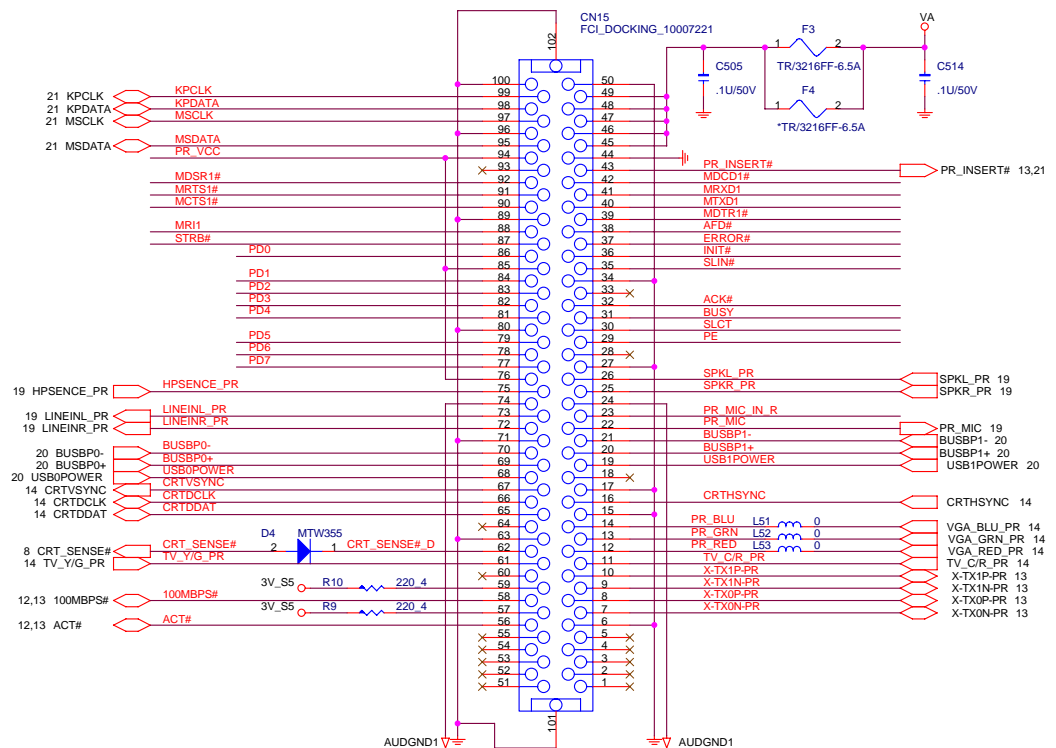 CN15
FCI_DOCKING_10007221
VA
F3
1 2
TR/3216FF-6.5A
C505
.1U/50V
C514
.1U/50V
F4
1 2
*TR/3216FF-6.5A
102
100 50
21 KPCLK KPCLK 99 49
21 KPDATA KPDATA 98 48
21 MSCLK MSCLK 97 47
96 46
21 MSDATA MSDATA 95 45
PR_VCC 94 44
93 43 PR_INSERT# PR_INSERT# 13,21
MDSR1# 92 42 MDCD1#
MRTS1# 91 41 MRXD1
MCTS1# 90 40 MTXD1
89 39 MDTR1#
MRI1 88 38 AFD#
STRB# 87 37 ERROR#
PD0 86 36 INIT#
85 35 SLIN#
PD1 84 34
PD2 83 33
PD3 82 32 ACK#
PD4 81 31 BUSY
80 30 SLCT
PD5 79 29 PE
PD6 78 28
PD7 77 27
76 26 SPKL_PR SPKL_PR 19
19 HPSENCE_PR HPSENCE_PR 75 25 SPKR_PR SPKR_PR 19
74 24
19 LINEINL_PR LINEINL_PR 73 23 PR_MIC_IN_R
19 LINEINR_PR LINEINR_PR 72 22 PR_MIC PR_MIC 19
71 21 BUSBP1- BUSBP1- 20
20 BUSBP0- BUSBP0- 70 20 BUSBP1+ BUSBP1+ 20
20 BUSBP0+ BUSBP0+ 69 19 USB1POWER USB1POWER 20
20 USB0POWER USB0POWER 68 18
14 CRTVSYNC CRTVSYNC 67 17
14 CRTDCLK CRTDCLK 66 16 CRTHSYNC CRTHSYNC 14
14 CRTDDAT CRTDDAT 65 15
64 14 PR_BLU L51 0 VGA_BLU_PR 14
D4 MTW355 63 13 PR_GRN L52 0 VGA_GRN_PR 14
8 CRT_SENSE# CRT_SENSE# 2 1 CRT_SENSE#_D 62 12 PR_RED L53 0 VGA_RED_PR 14
14 TV_Y/G_PR TV_Y/G_PR 61 11 TV_C/R_PR TV_C/R_PR 14
60 10 X-TX1P-PR X-TX1P-PR 13
3V_S5 R10 220_4 59 9 X-TX1N-PR X-TX1N-PR 13
12,13 100MBPS# 100MBPS# 58 8 X-TX0P-PR X-TX0P-PR 13
3V_S5 R9 220_4 57 7 X-TX0N-PR X-TX0N-PR 13
12,13 ACT# ACT# 56 6
55 5
54 4
53 3
52 2
51 1
101
AUDGND1 AUDGND1